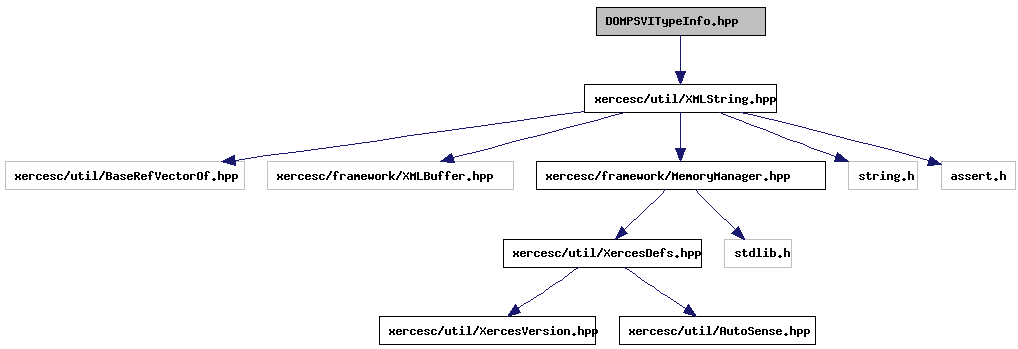 DOMPSVITypeInfo.hpp
xercesc/util/XMLString.hpp
xercesc/util/BaseRefVectorOf.hpp
xercesc/framework/XMLBuffer.hpp
xercesc/framework/MemoryManager.hpp
string.h
assert.h
xercesc/util/XercesDefs.hpp
stdlib.h
xercesc/util/XercesVersion.hpp
xercesc/util/AutoSense.hpp